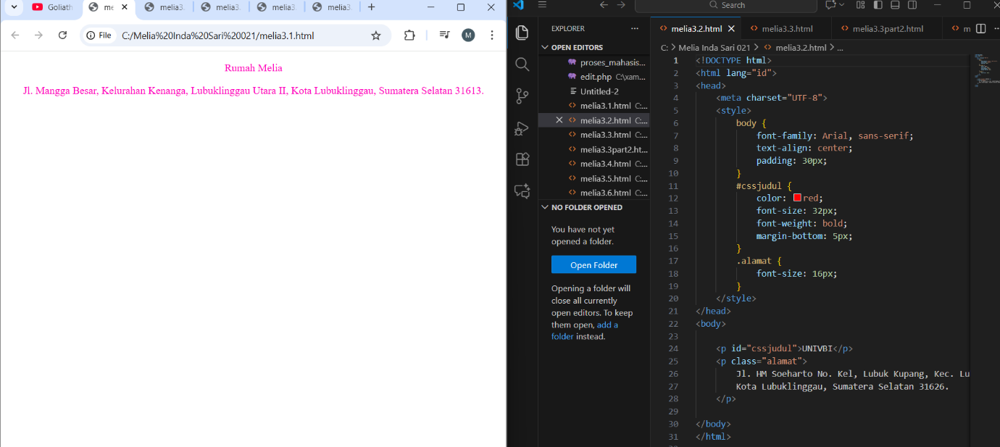 Goliath
me
melia3.
melia3.
melia3.
melia3.
File
C:/Melia%20Inda%20Sari%20021/melia3.1.html
M
Rumah Melia
Jl. Mangga Besar, Kelurahan Kenanga, Lubuklinggau Utara II, Kota Lubuklinggau, Sumatera Selatan 31613.
Search
EXPLORER
OPEN EDITORS
proses_mahasis...
edit.php C:\xam...
Untitled-2
melia3.1.html C:...
melia3.2.html C:...
melia3.3.html C:...
melia3.3part2.ht...
melia3.4.html C:...
melia3.5.html C:...
melia3.6.html C:...
NO FOLDER OPENED
You have not yet
opened a folder.
Open Folder
Opening a folder will
close all currently
open editors. To keep
them open, add a
folder instead.
melia3.2.html
melia3.3.html
melia3.3part2.html
m
C: > Melia Inda Sari 021 > melia3.2.html > ...
1 <!DOCTYPE html>
2 <html lang="id">
3 <head>
4 <meta charset="UTF-8">
5 <style>
6 body {
7 font-family: Arial, sans-serif;
8 text-align: center;
9 padding: 30px;
10 }
11 #cssjudul {
12 color: red;
13 font-size: 32px;
14 font-weight: bold;
15 margin-bottom: 5px;
16 }
17 .alamat {
18 font-size: 16px;
19 }
20 </style>
21 </head>
22 <body>
23
24 <p id="cssjudul">UNIVBI</p>
25 <p class="alamat">
26 Jl. HM Soeharto No. Kel, Lubuk Kupang, Kec. Lu
27 Kota Lubuklinggau, Sumatera Selatan 31626.
28 </p>
29
30 </body>
31 </html>